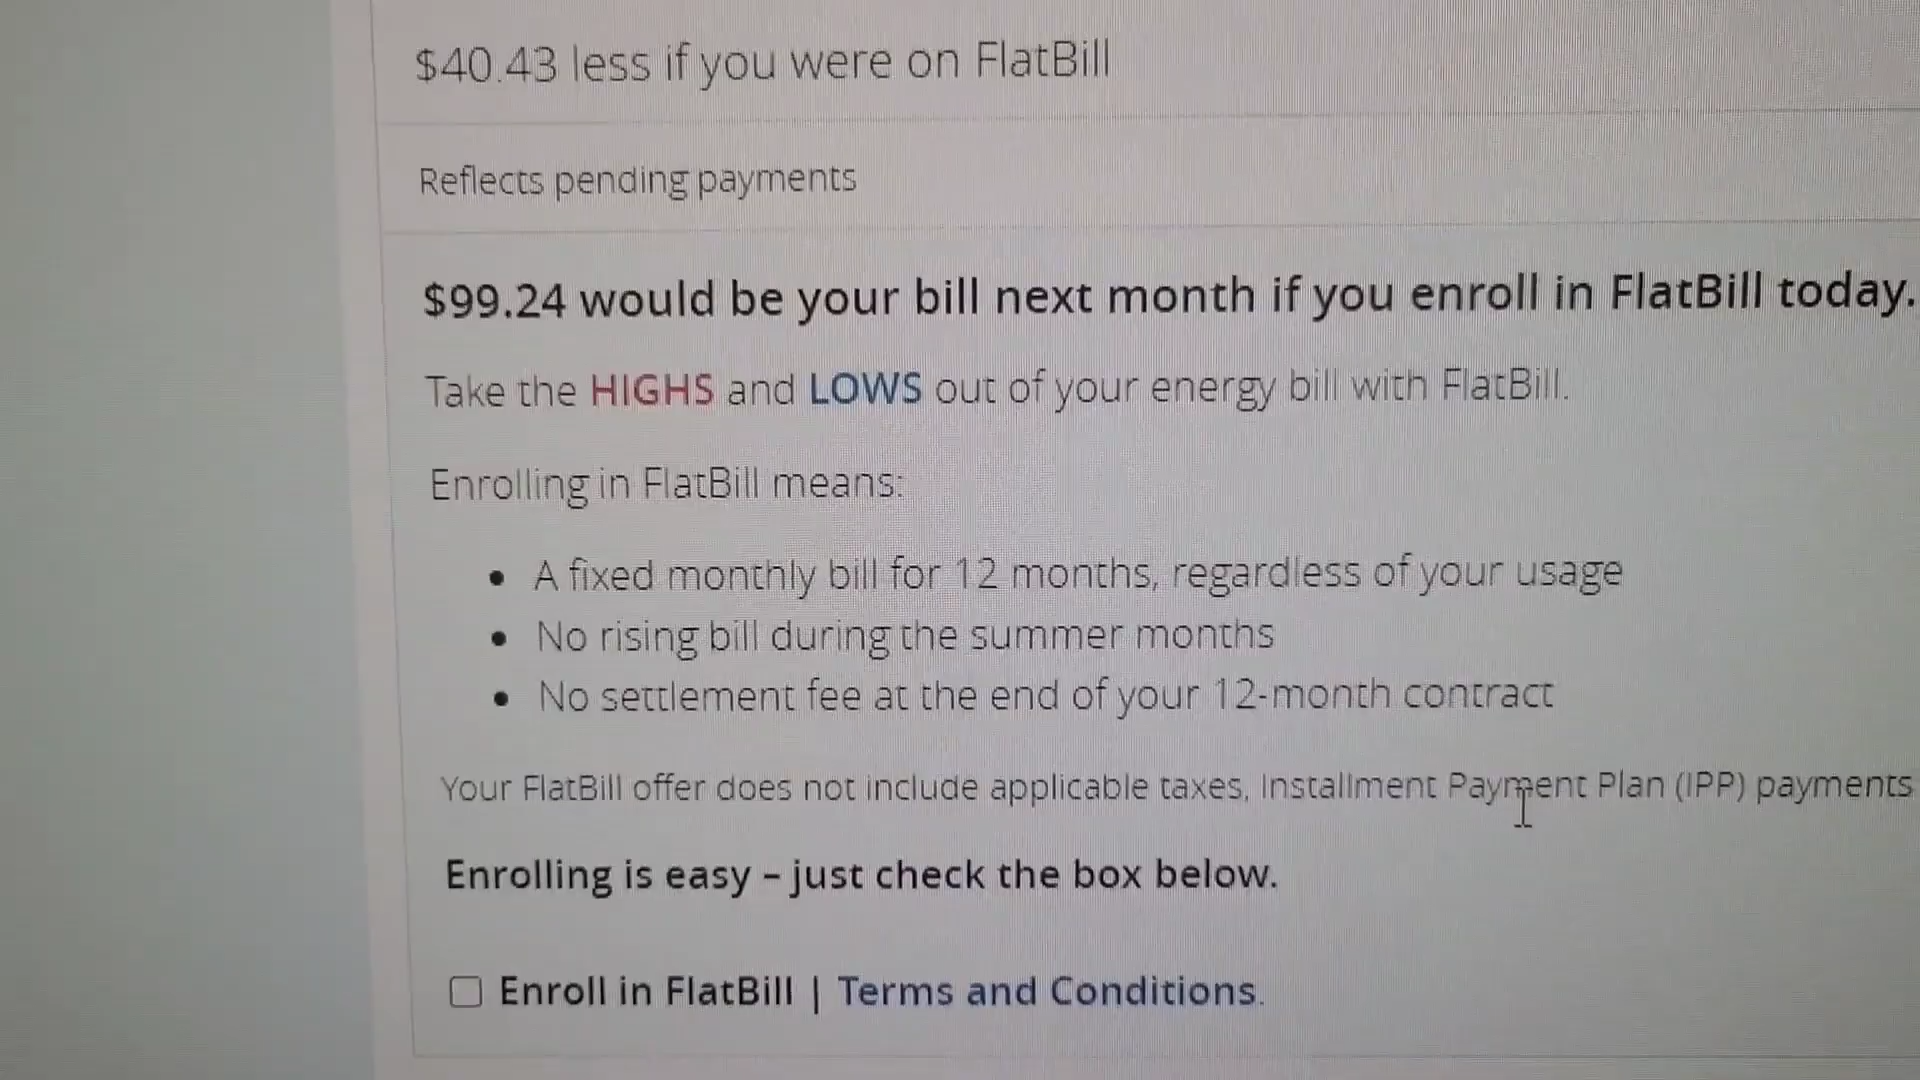 $40.43 less if you were on FlatBill
Reflects pending payments
$99.24 would be your bill next month if you enroll in FlatBill today.
Take the HIGHS and LOWS out of your energy bill with FlatBill.
Enrolling in FlatBill means:
• A fixed monthly bill for 12 months, regardless of your usage
• No rising bill during the summer months
• No settlement fee at the end of your 12-month contract
Your FlatBill offer does not include applicable taxes, Installment Payment Plan (IPP) payments
Enrolling is easy – just check the box below.
Enroll in FlatBill | Terms and Conditions.